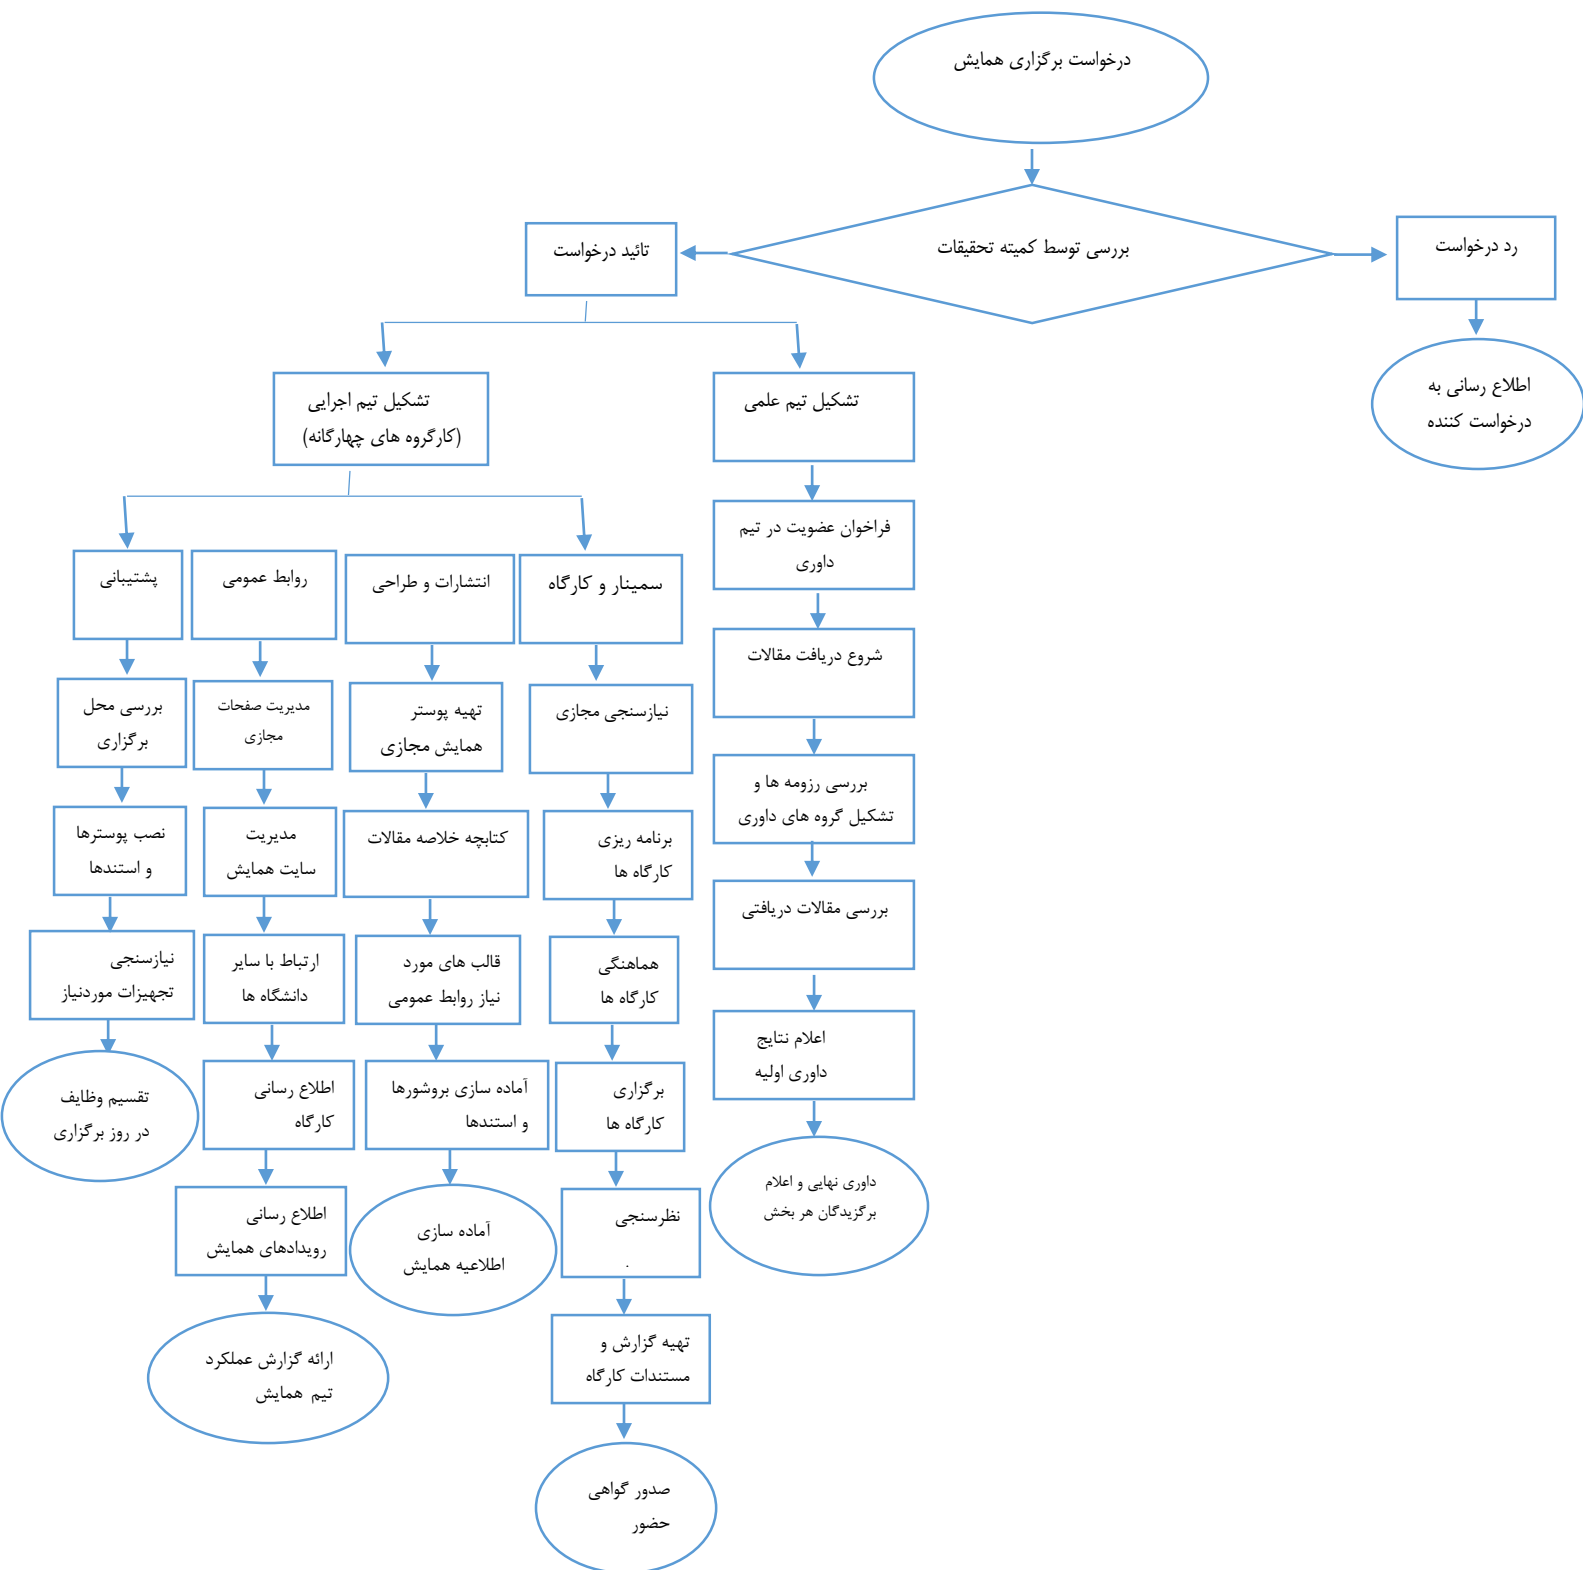 درخواست برگزاری همایش
بررسی توسط کمیته تحقیقات
رد درخواست
اطلاع رسانی به
درخواست کننده
تائید درخواست
تشکیل تیم علمی
فراخوان عضویت در تیم
داوری
شروع دریافت مقالات
بررسی رزومه ها و
تشکیل گروه های داوری
بررسی مقالات دریافتی
اعلام نتایج
داوری اولیه
داوری نهایی و اعلام
برگزیدگان هر بخش
تشکیل تیم اجرایی
(کارگروه های چهارگانه)
سمینار و کارگاه
نیازسنجی مجازی
برنامه ریزی
کارگاه ها
هماهنگی
کارگاه ها
برگزاری
کارگاه ها
نظرسنجی
.
تهیه گزارش و
مستندات کارگاه
صدور گواهی
حضور
انتشارات و طراحی
تهیه پوستر
همایش مجازی
کتابچه خلاصه مقالات
قالب های مورد
نیاز روابط عمومی
آماده سازی بروشورها
و استندها
آماده سازی
اطلاعیه همایش
روابط عمومی
مدیریت صفحات
مجازی
مدیریت
سایت همایش
ارتباط با سایر
دانشگاه ها
اطلاع رسانی
کارگاه
اطلاع رسانی
رویدادهای همایش
ارائه گزارش عملکرد
تیم همایش
پشتیبانی
بررسی محل
برگزاری
نصب پوسترها
و استندها
نیازسنجی
تجهیزات موردنیاز
تقسیم وظایف
در روز برگزاری